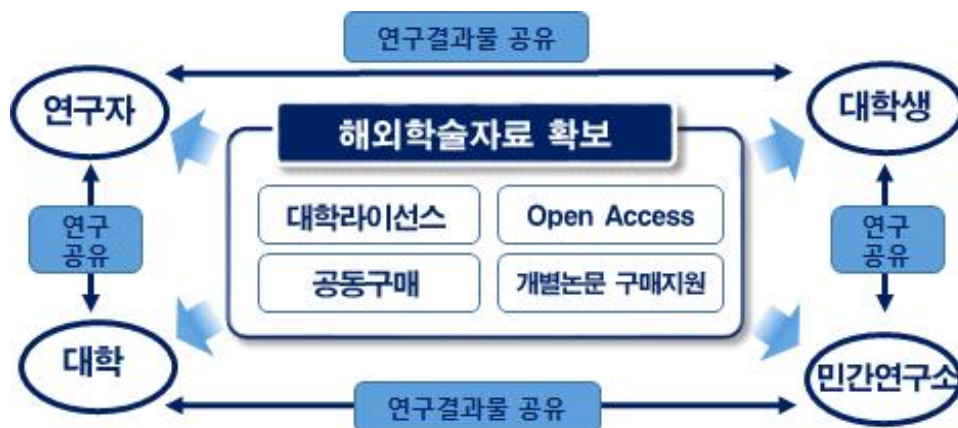 연구결과물 공유
연구자
대학생
해외학술자료 확보
대학라이선스
Open Access
공동구매
개별논문 구매지원
연구
공유
연구
공유
대학
민간연구소
연구결과물 공유